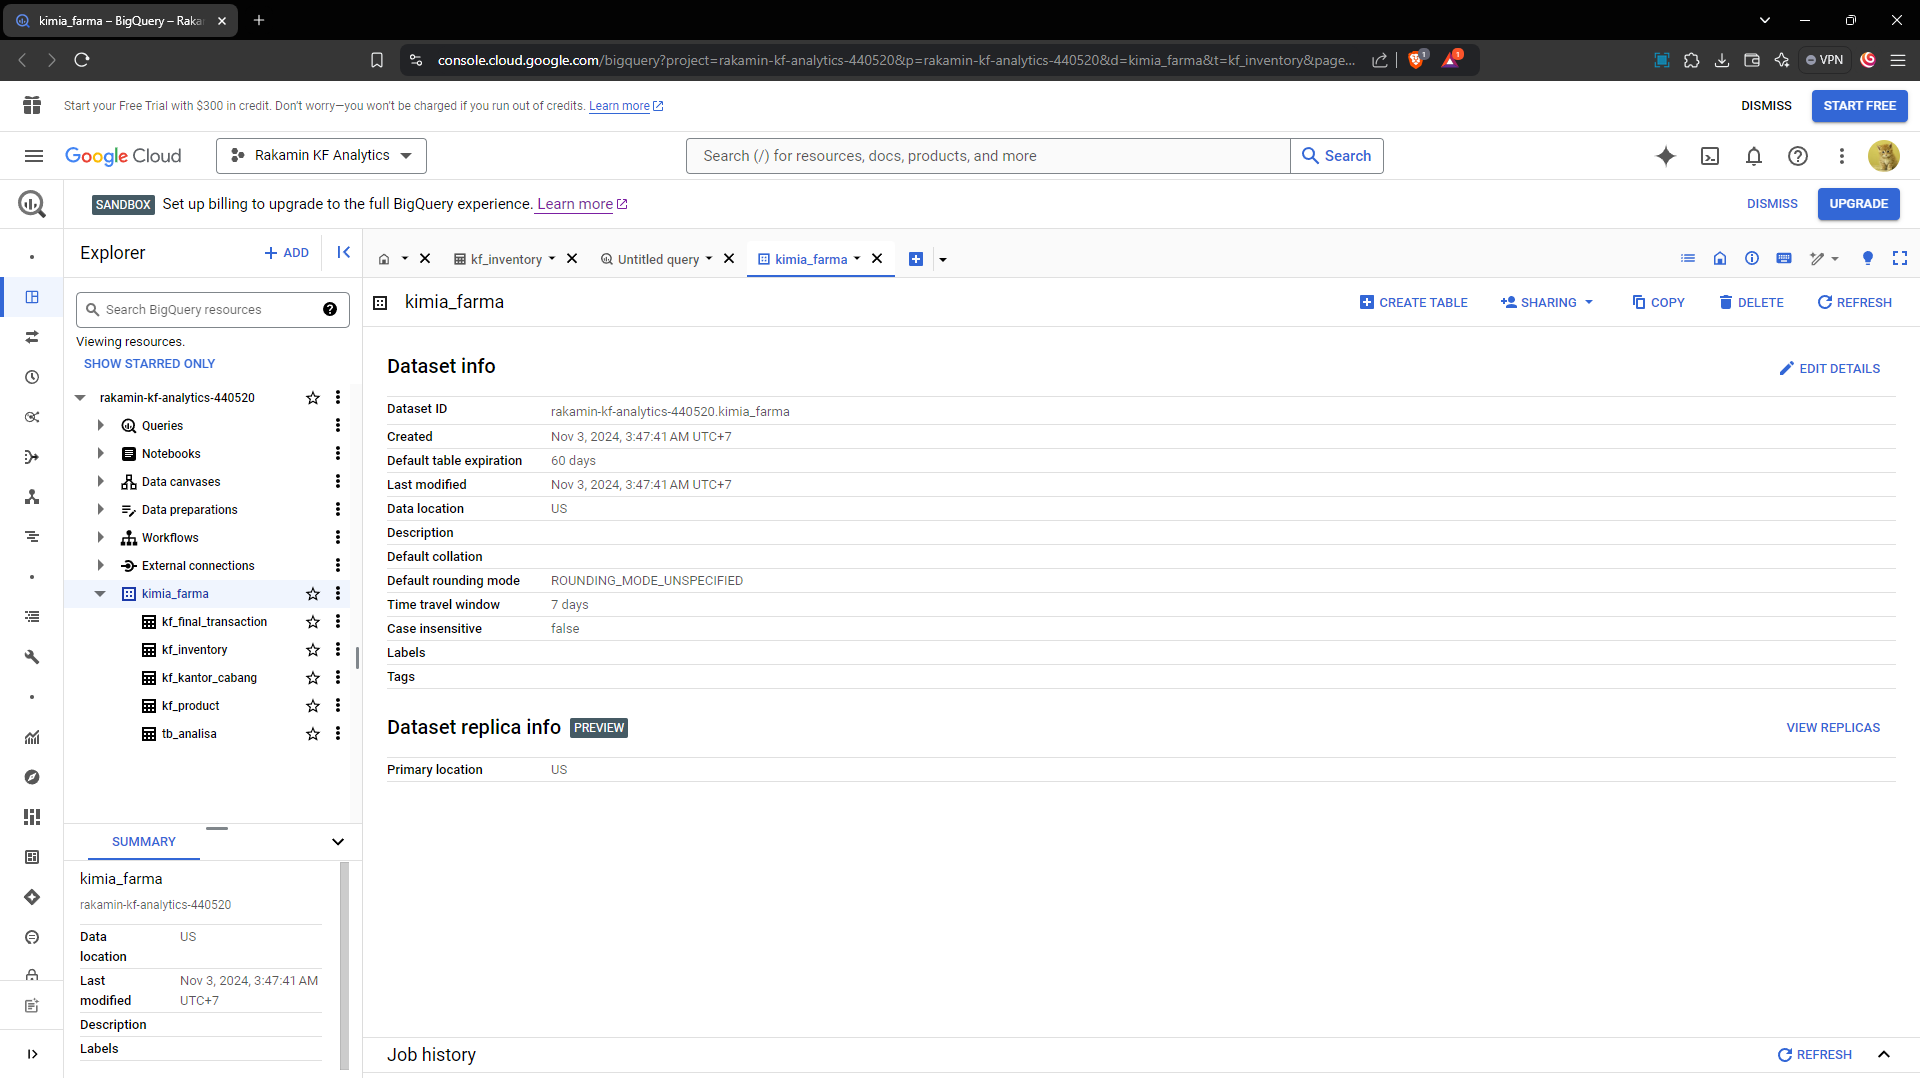 kimia_farma – BigQuery – Raka
console.cloud.google.com/bigquery?project=rakamin-kf-analytics-440520&p=rakamin-kf-analytics-440520&d=kimia_farma&t=kf_inventory&page...
1
1
VPN
Start your Free Trial with $300 in credit. Don't worry—you won't be charged if you run out of credits. Learn more
DISMISS
START FREE
Google Cloud
Rakamin KF Analytics
Search (/) for resources, docs, products, and more
Search
SANDBOX Set up billing to upgrade to the full BigQuery experience. Learn more
DISMISS
UPGRADE
Explorer
+ ADD
kf_inventory
Untitled query
kimia_farma
Search BigQuery resources
Viewing resources.
SHOW STARRED ONLY
rakamin-kf-analytics-440520
Queries
Notebooks
Data canvases
Data preparations
Workflows
External connections
kimia_farma
kf_final_transaction
kf_inventory
kf_kantor_cabang
kf_product
tb_analisa
SUMMARY
kimia_farma
rakamin-kf-analytics-440520
Data location US
Last modified Nov 3, 2024, 3:47:41 AM UTC+7
Description
Labels
kimia_farma
CREATE TABLE
SHARING
COPY
DELETE
REFRESH
Dataset info
EDIT DETAILS
Dataset ID rakamin-kf-analytics-440520.kimia_farma
Created Nov 3, 2024, 3:47:41 AM UTC+7
Default table expiration 60 days
Last modified Nov 3, 2024, 3:47:41 AM UTC+7
Data location US
Description
Default collation
Default rounding mode ROUNDING_MODE_UNSPECIFIED
Time travel window 7 days
Case insensitive false
Labels
Tags
Dataset replica info PREVIEW
VIEW REPLICAS
Primary location US
Job history
REFRESH